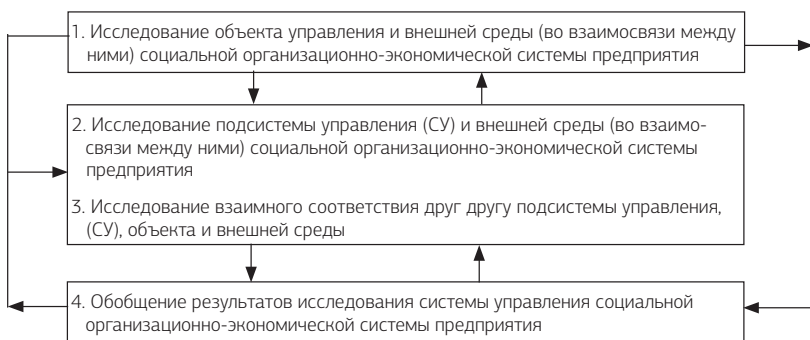 1. Исследование объекта управления и внешней среды (во взаимосвязи между
ними) социальной организационно-экономической системы предприятия
2. Исследование подсистемы управления (СУ) и внешней среды (во взаимо-
связи между ними) социальной организационно-экономической системы
предприятия
3. Исследование взаимного соответствия друг другу подсистемы управления,
(СУ), объекта и внешней среды
4. Обобщение результатов исследования системы управления социальной
организационно-экономической системы предприятия